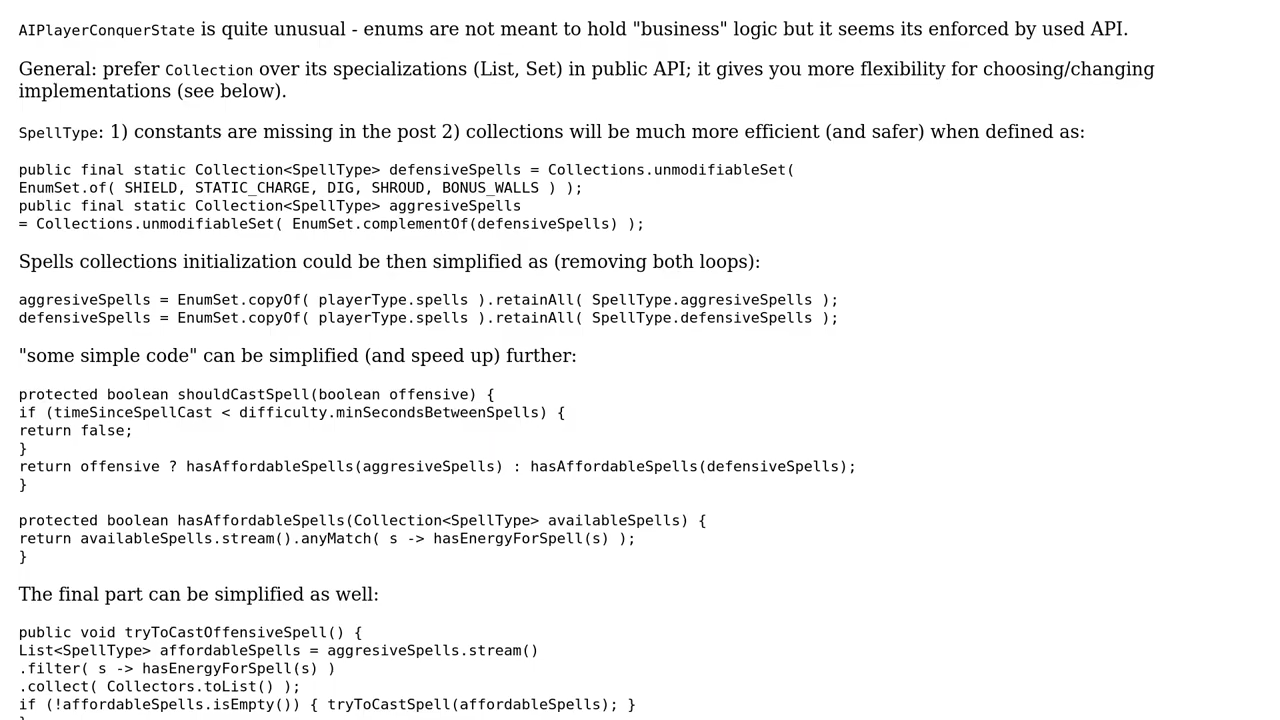 AIPlayerConquerState is quite unusual - enums are not meant to hold "business" logic but it seems its enforced by used API.
General: prefer Collection over its specializations (List, Set) in public API; it gives you more flexibility for choosing/changing
implementations (see below).
SpellType: 1) constants are missing in the post 2) collections will be much more efficient (and safer) when defined as:
public final static Collection<SpellType> defensiveSpells = Collections.unmodifiableSet(
EnumSet.of( SHIELD, STATIC_CHARGE, DIG, SHROUD, BONUS_WALLS ) );
public final static Collection<SpellType> aggresiveSpells
= Collections.unmodifiableSet( EnumSet.complementOf(defensiveSpells) );
Spells collections initialization could be then simplified as (removing both loops):
aggresiveSpells = EnumSet.copyOf( playerType.spells ).retainAll( SpellType.aggresiveSpells );
defensiveSpells = EnumSet.copyOf( playerType.spells ).retainAll( SpellType.defensiveSpells );
"some simple code" can be simplified (and speed up) further:
protected boolean shouldCastSpell(boolean offensive) {
if (timeSinceSpellCast < difficulty.minSecondsBetweenSpells) {
return false;
}
return offensive ? hasAffordableSpells(aggresiveSpells) : hasAffordableSpells(defensiveSpells);
}
protected boolean hasAffordableSpells(Collection<SpellType> availableSpells) {
return availableSpells.stream().anyMatch( s -> hasEnergyForSpell(s) );
}
The final part can be simplified as well:
public void tryToCastOffensiveSpell() {
List<SpellType> affordableSpells = aggresiveSpells.stream()
.filter( s -> hasEnergyForSpell(s) )
.collect( Collectors.toList() );
if (!affordableSpells.isEmpty()) { tryToCastSpell(affordableSpells); }
}